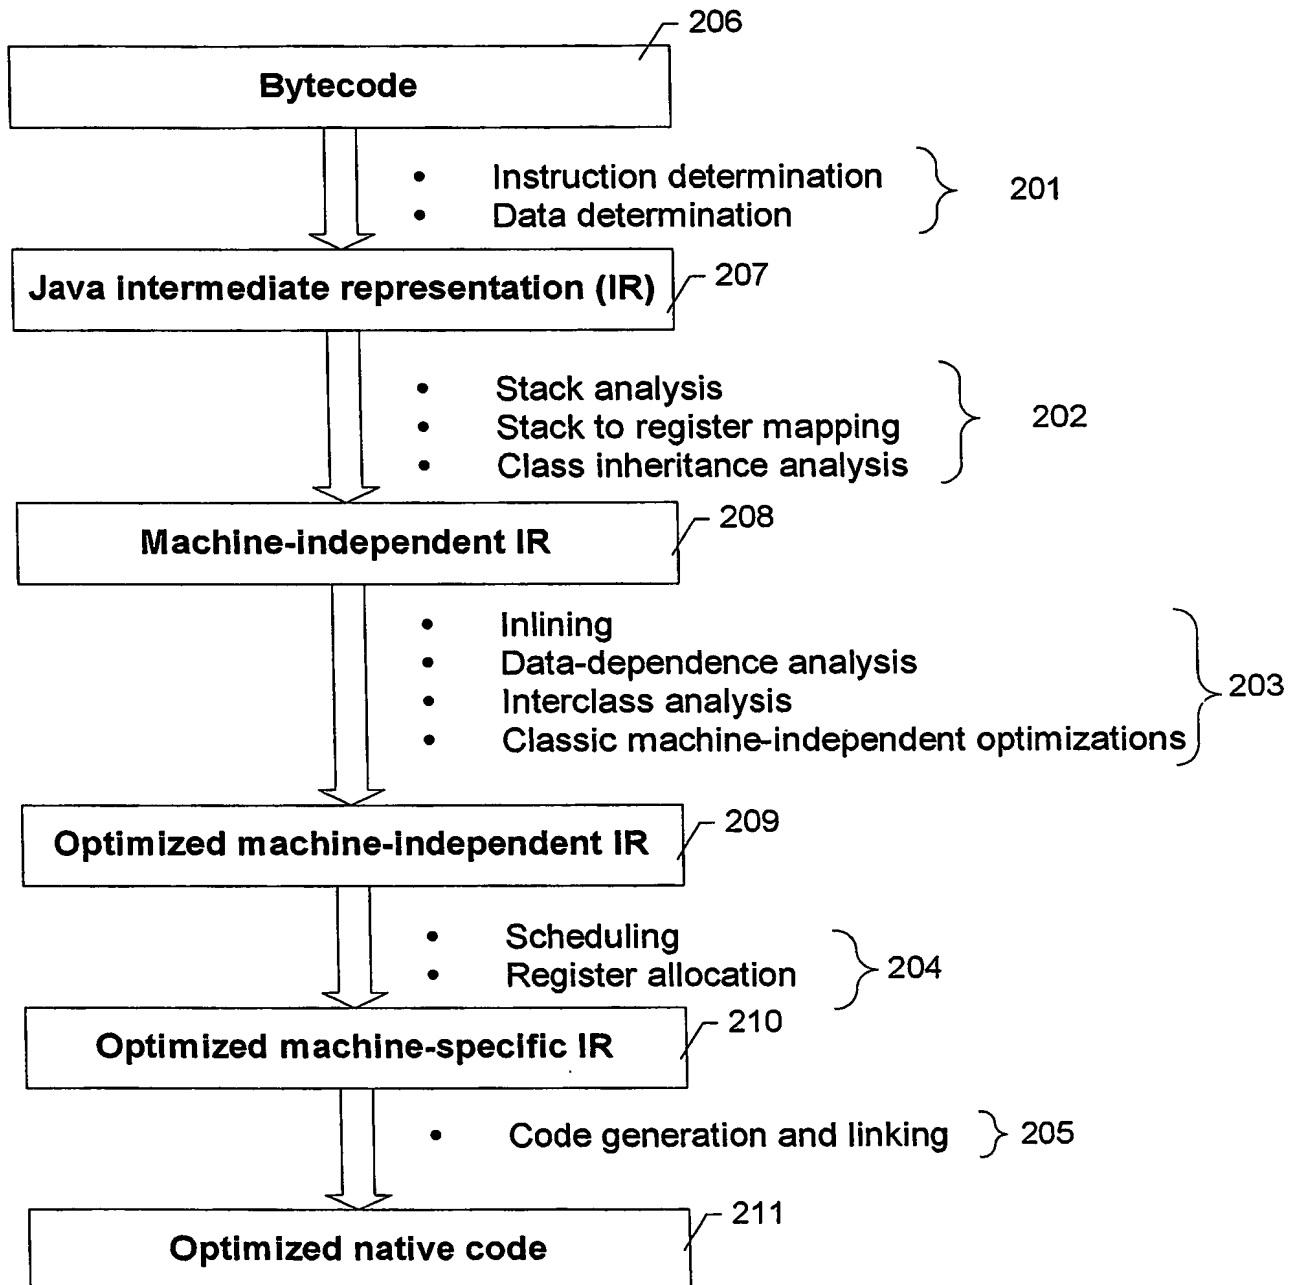 206
Bytecode
• Instruction determination
• Data determination
201
207
Java intermediate representation (IR)
• Stack analysis
• Stack to register mapping
• Class inheritance analysis
202
208
Machine-independent IR
• Inlining
• Data-dependence analysis
• Interclass analysis
• Classic machine-independent optimizations
203
209
Optimized machine-independent IR
• Scheduling
• Register allocation
204
210
Optimized machine-specific IR
• Code generation and linking
205
211
Optimized native code